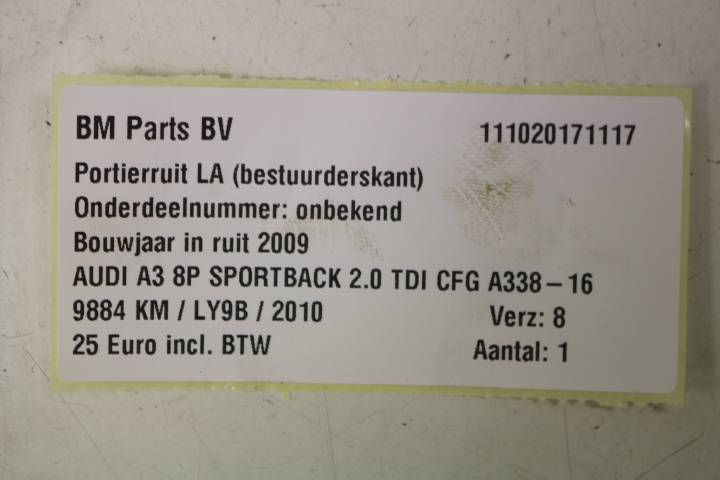 BM Parts BV 111020171117
Portierruit LA (bestuurderskant)
Onderdeelnummer: onbekend
Bouwjaar in ruit 2009
AUDI A3 8P SPORTBACK 2.0 TDI CFG A338-16
9884 KM / LY9B / 2010 Verz: 8
25 Euro incl. BTW Aantal: 1